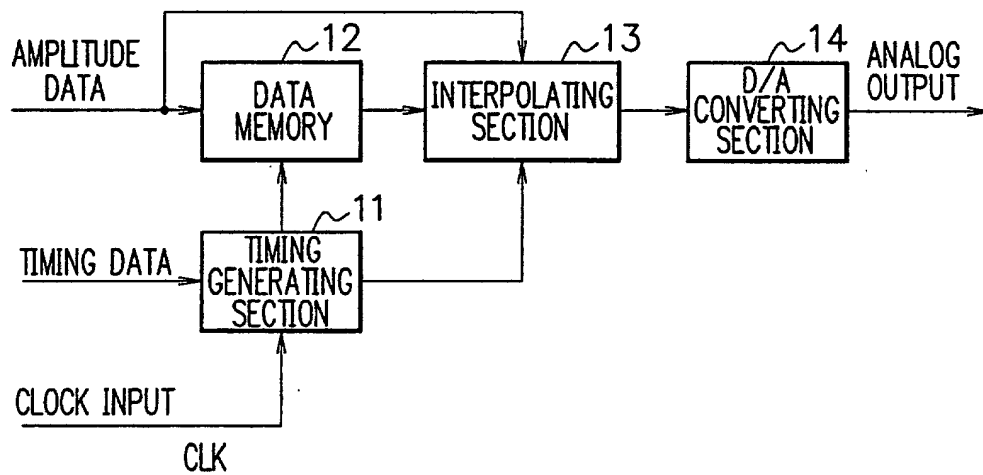 AMPLITUDE
DATA
12
DATA
MEMORY
13
INTERPOLATING
SECTION
14
D/A
CONVERTING
SECTION
ANALOG
OUTPUT
TIMING DATA
11
TIMING
GENERATING
SECTION
CLOCK INPUT
CLK